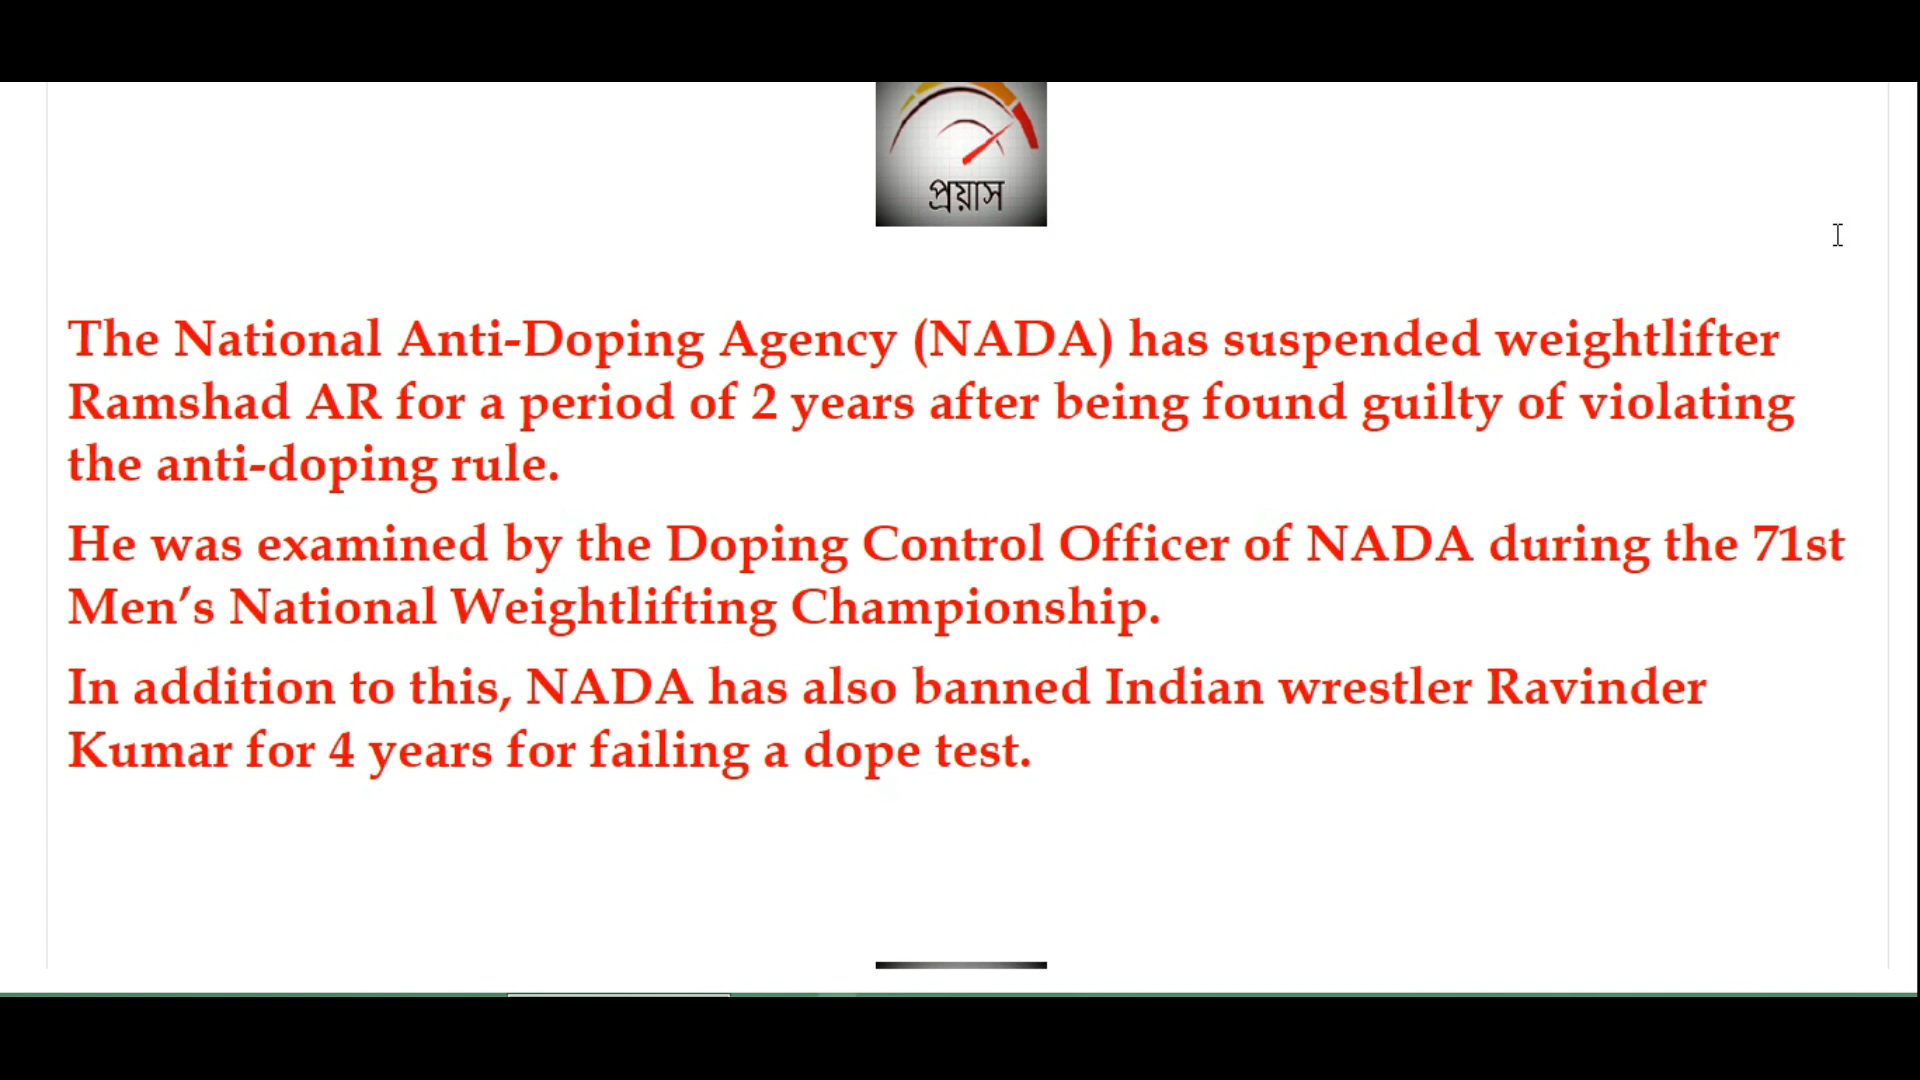 প্রয়াস
The National Anti-Doping Agency (NADA) has suspended weightlifter
Ramshad AR for a period of 2 years after being found guilty of violating
the anti-doping rule.
He was examined by the Doping Control Officer of NADA during the 71st
Men’s National Weightlifting Championship.
In addition to this, NADA has also banned Indian wrestler Ravinder
Kumar for 4 years for failing a dope test.